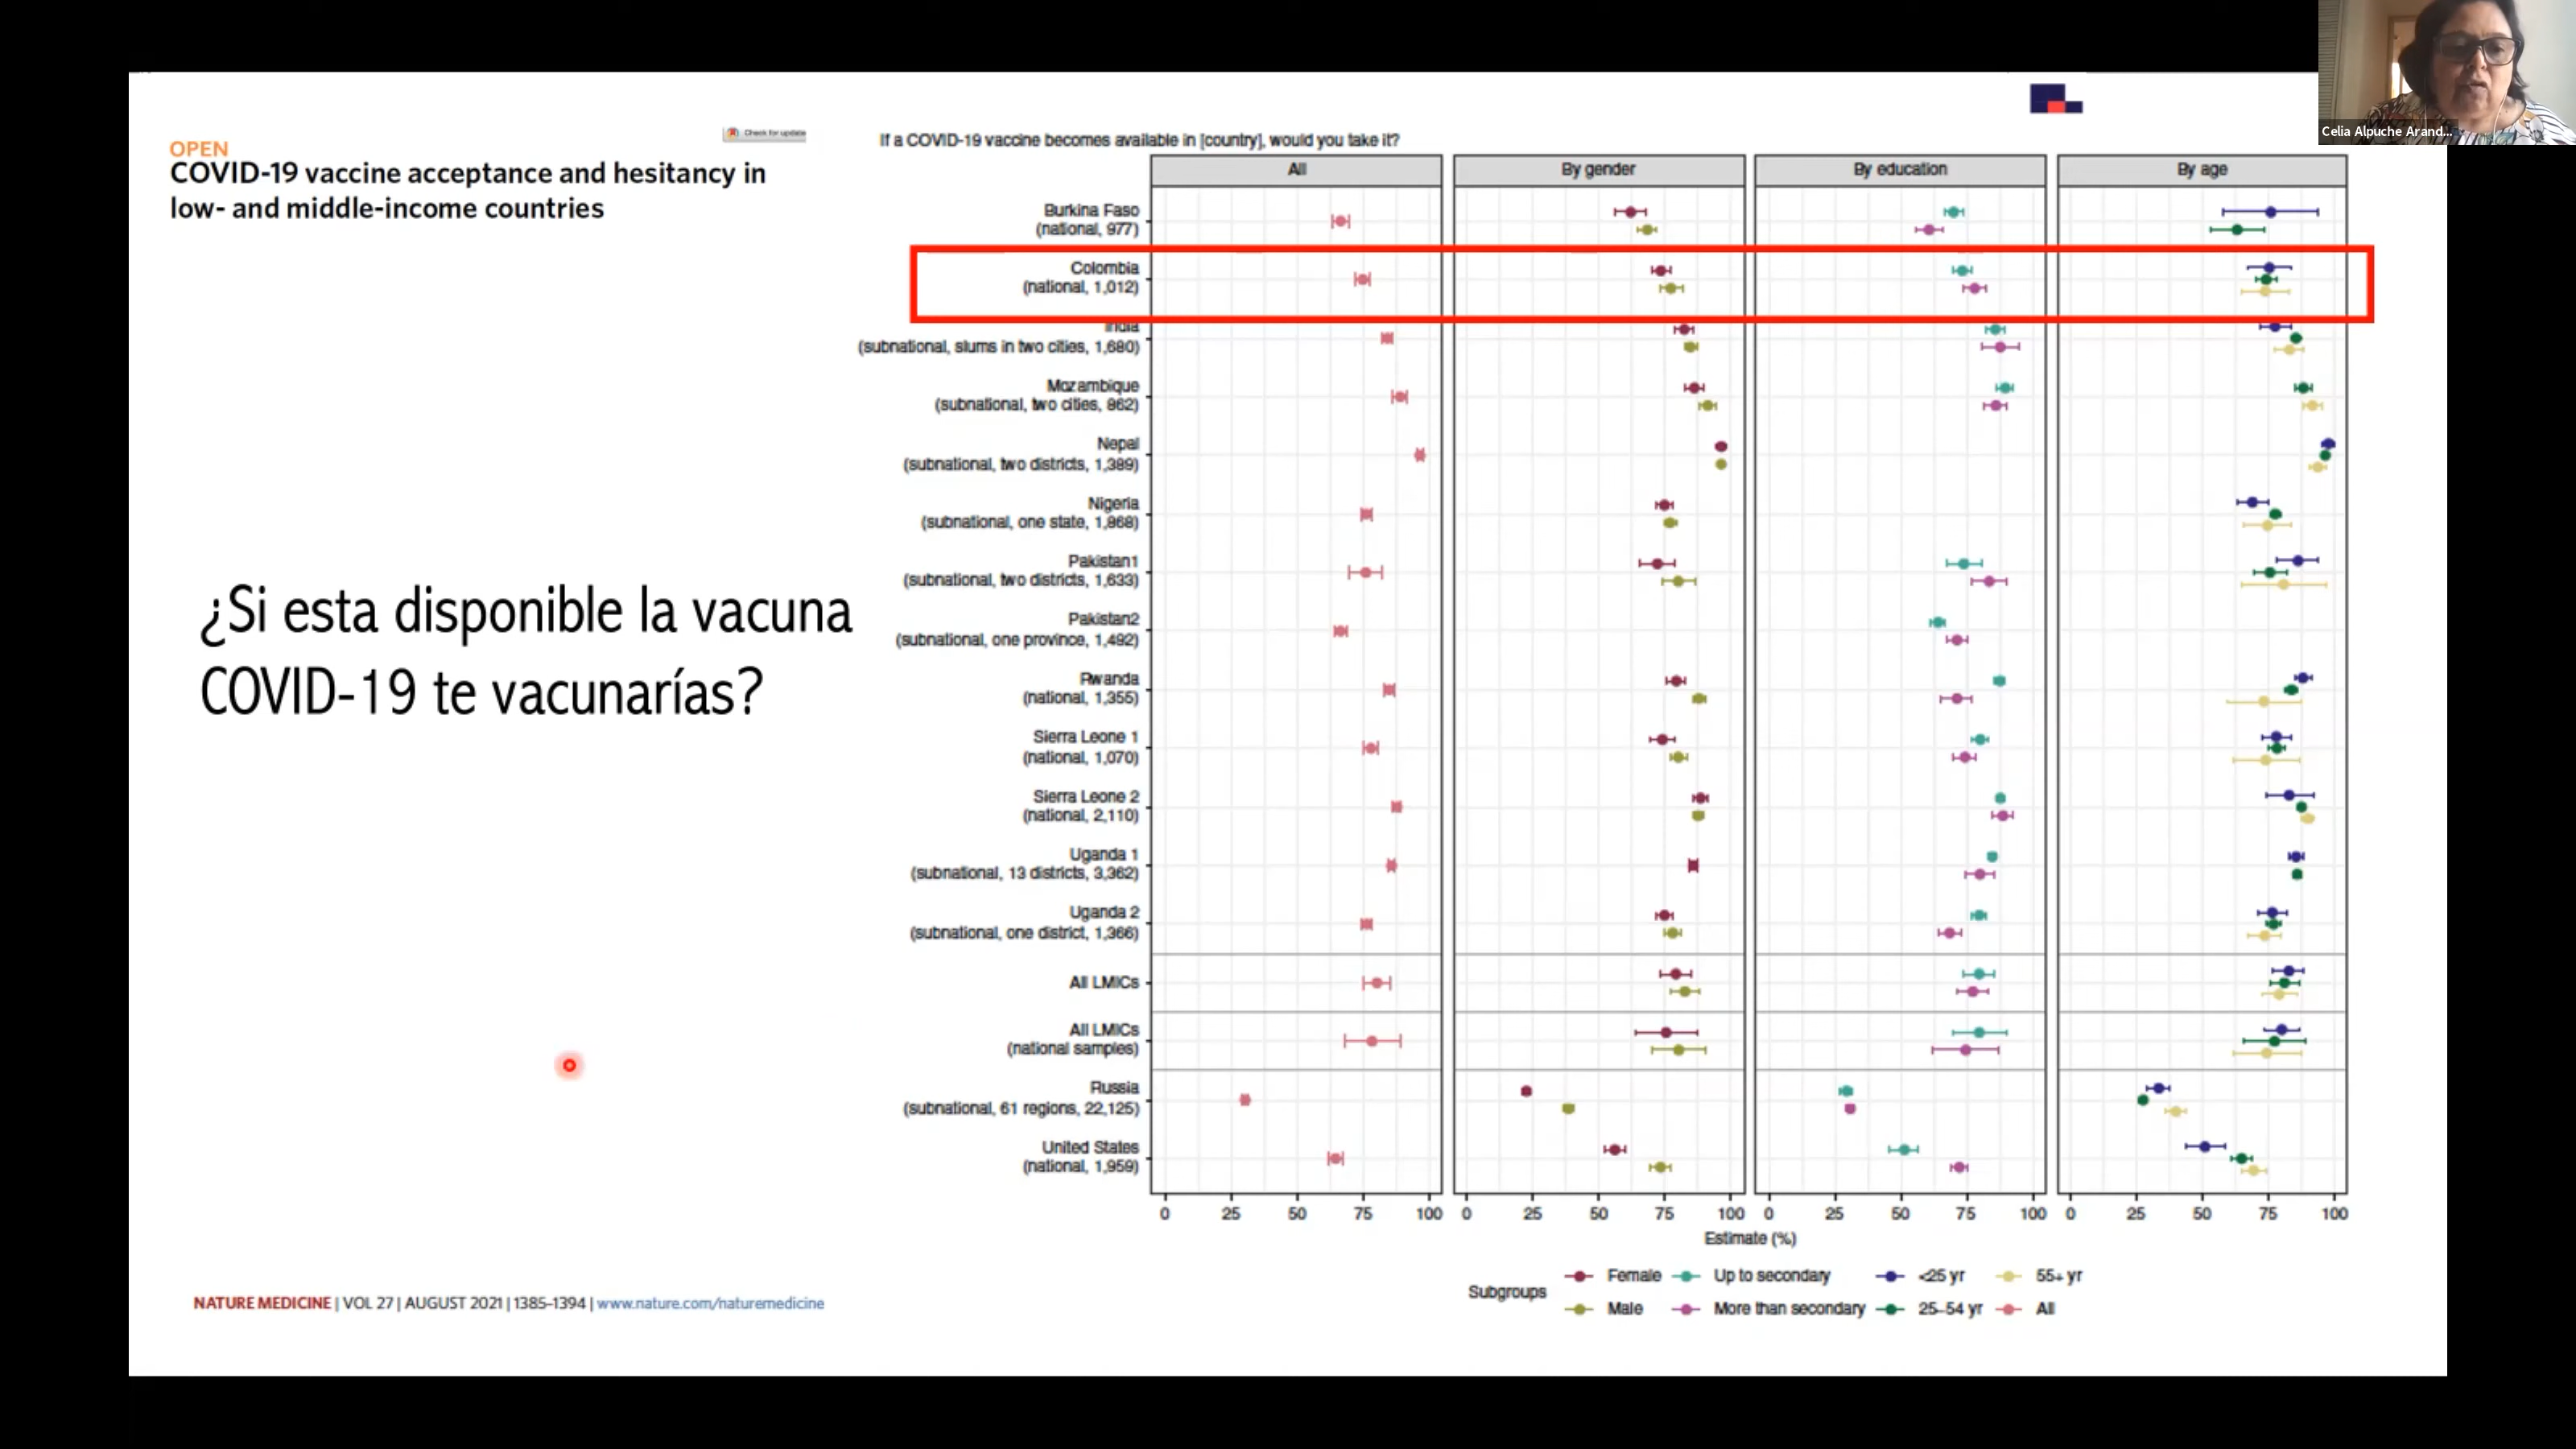 Celia Alpuche Arand...
Check for update
OPEN
COVID-19 vaccine acceptance and hesitancy in
low- and middle-income countries
¿Si esta disponible la vacuna
COVID-19 te vacunarías?
NATURE MEDICINE | VOL 27 | AUGUST 2021 | 1385–1394 | www.nature.com/naturemedicine
If a COVID-19 vaccine becomes available in [country], would you take it?
All By gender By education By age
Burkina Faso
(national, 977)
Colombia
(national, 1,012)
India
(subnational, slums in two cities, 1,680)
Mozambique
(subnational, two cities, 862)
Nepal
(subnational, two districts, 1,389)
Nigeria
(subnational, one state, 1,868)
Pakistan1
(subnational, two districts, 1,633)
Pakistan2
(subnational, one province, 1,492)
Rwanda
(national, 1,355)
Sierra Leone 1
(national, 1,070)
Sierra Leone 2
(national, 2,110)
Uganda 1
(subnational, 13 districts, 3,362)
Uganda 2
(subnational, one district, 1,366)
All LMICs
All LMICs
(national samples)
Russia
(subnational, 61 regions, 22,125)
United States
(national, 1,959)
0 25 50 75 100 0 25 50 75 100 0 25 50 75 100 0 25 50 75 100
Estimate (%)
Subgroups
Female Up to secondary <25 yr 55+ yr
Male More than secondary 25–54 yr All